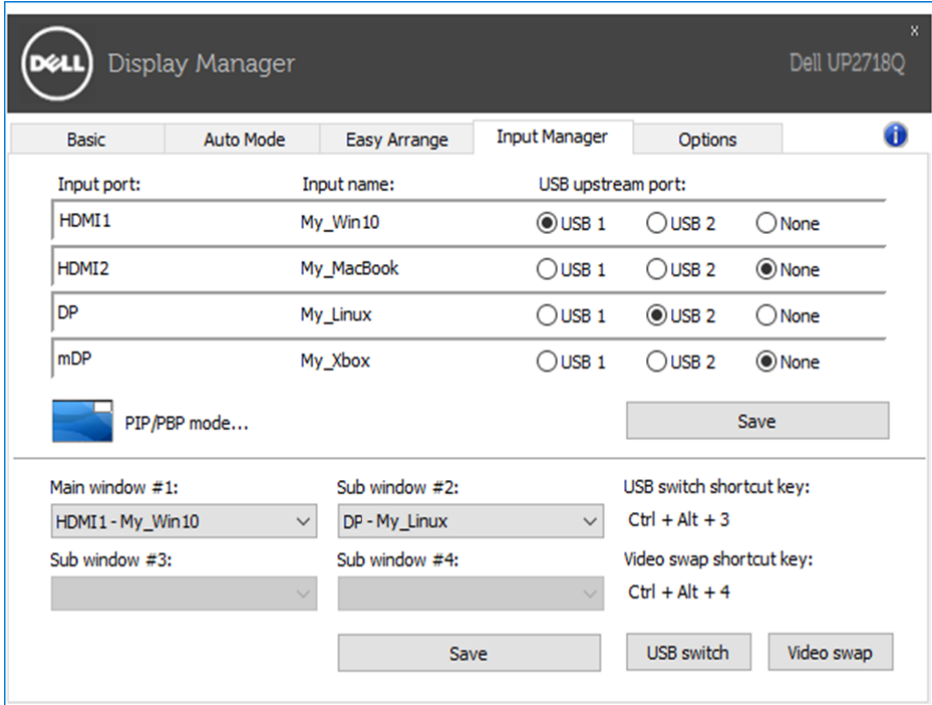 x
DELL Display Manager Dell UP2718Q
Basic Auto Mode Easy Arrange Input Manager Options i
Input port: Input name: USB upstream port:
HDMI1 My_Win10 USB 1 USB 2 None
HDMI2 My_MacBook USB 1 USB 2 None
DP My_Linux USB 1 USB 2 None
mDP My_Xbox USB 1 USB 2 None
PIP/PBP mode... Save
Main window #1: Sub window #2: USB switch shortcut key:
HDMI1 - My_Win10 DP - My_Linux Ctrl + Alt + 3
Sub window #3: Sub window #4: Video swap shortcut key:
Ctrl + Alt + 4
Save USB switch Video swap